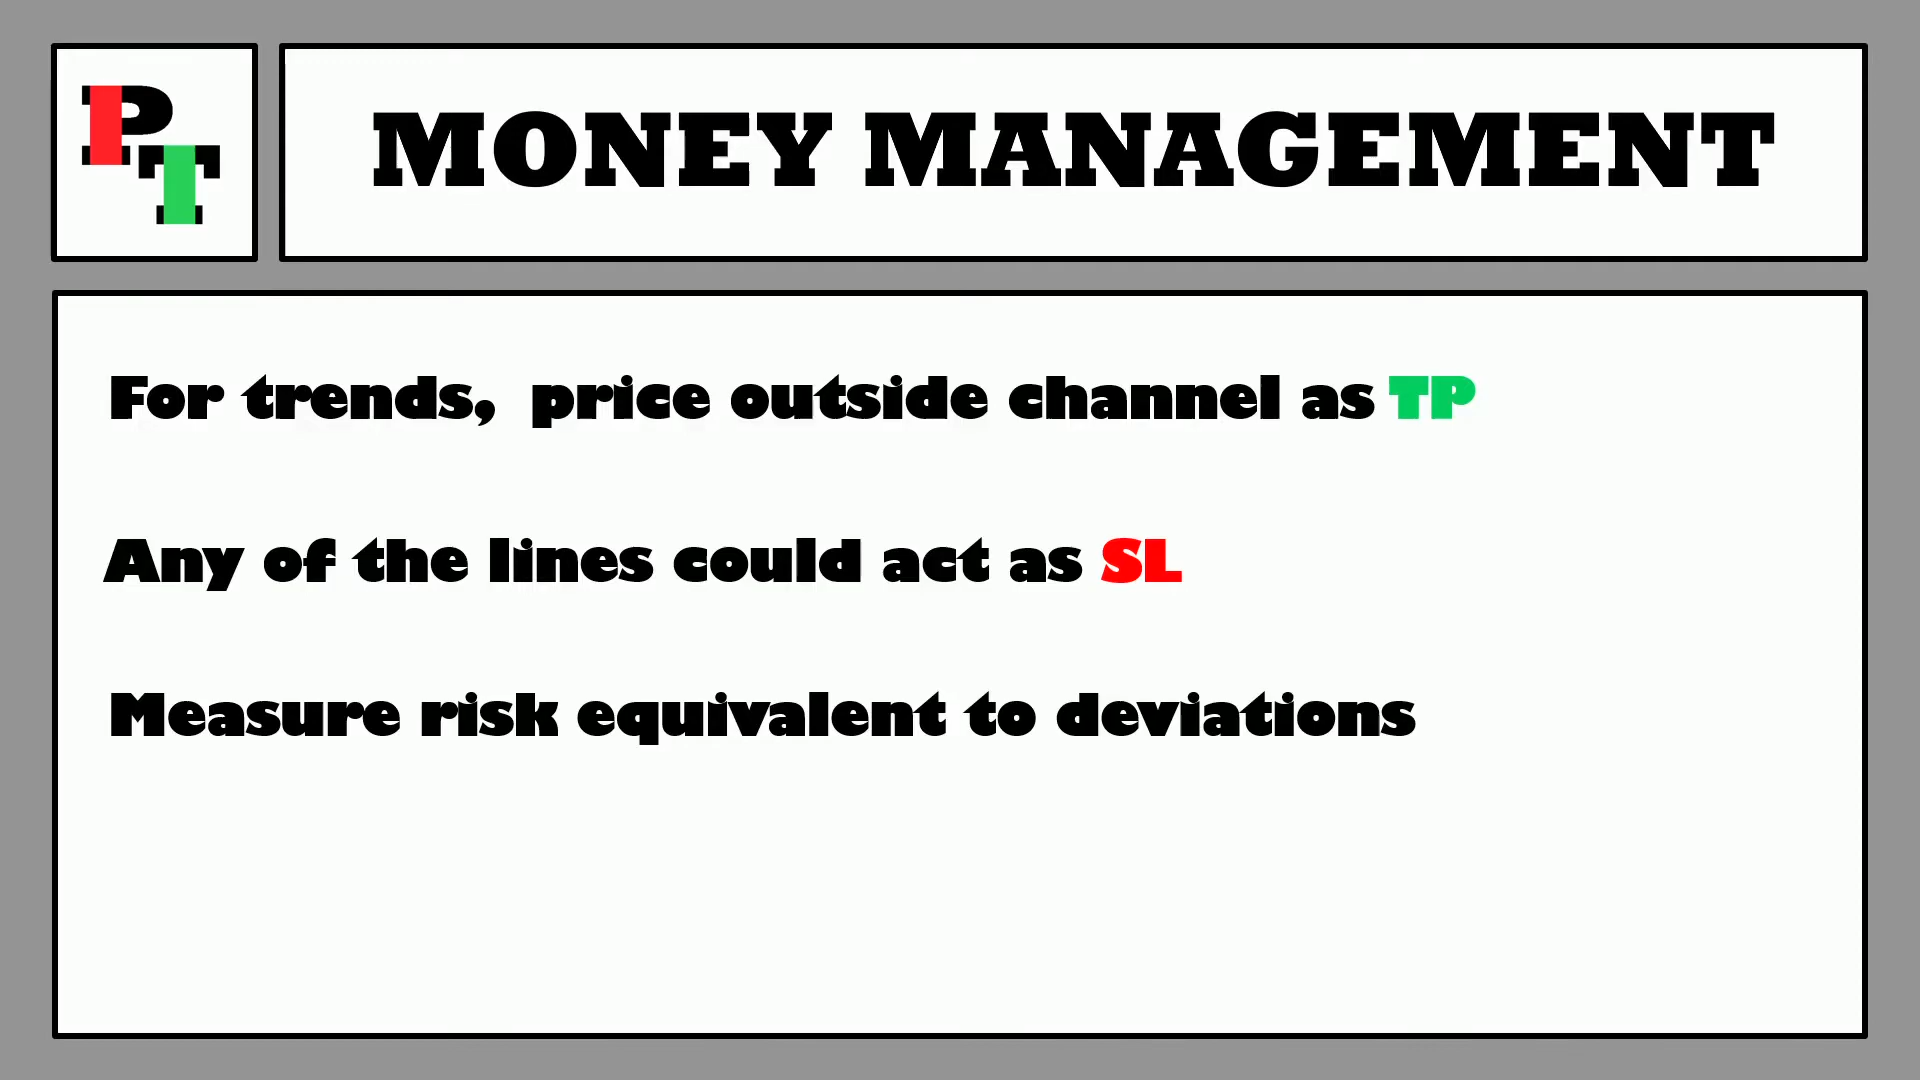 PT
MONEY MANAGEMENT
For trends, price outside channel as TP
Any of the lines could act as SL
Measure risk equivalent to deviations